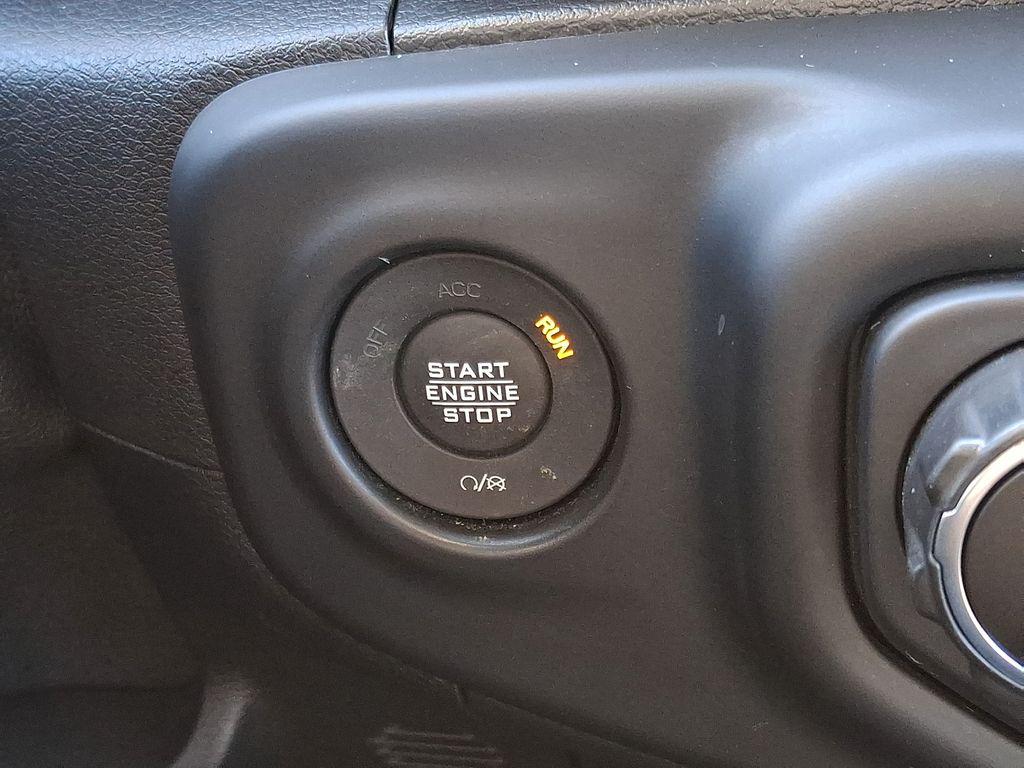 ACC
OFF
RUN
START
ENGINE
STOP